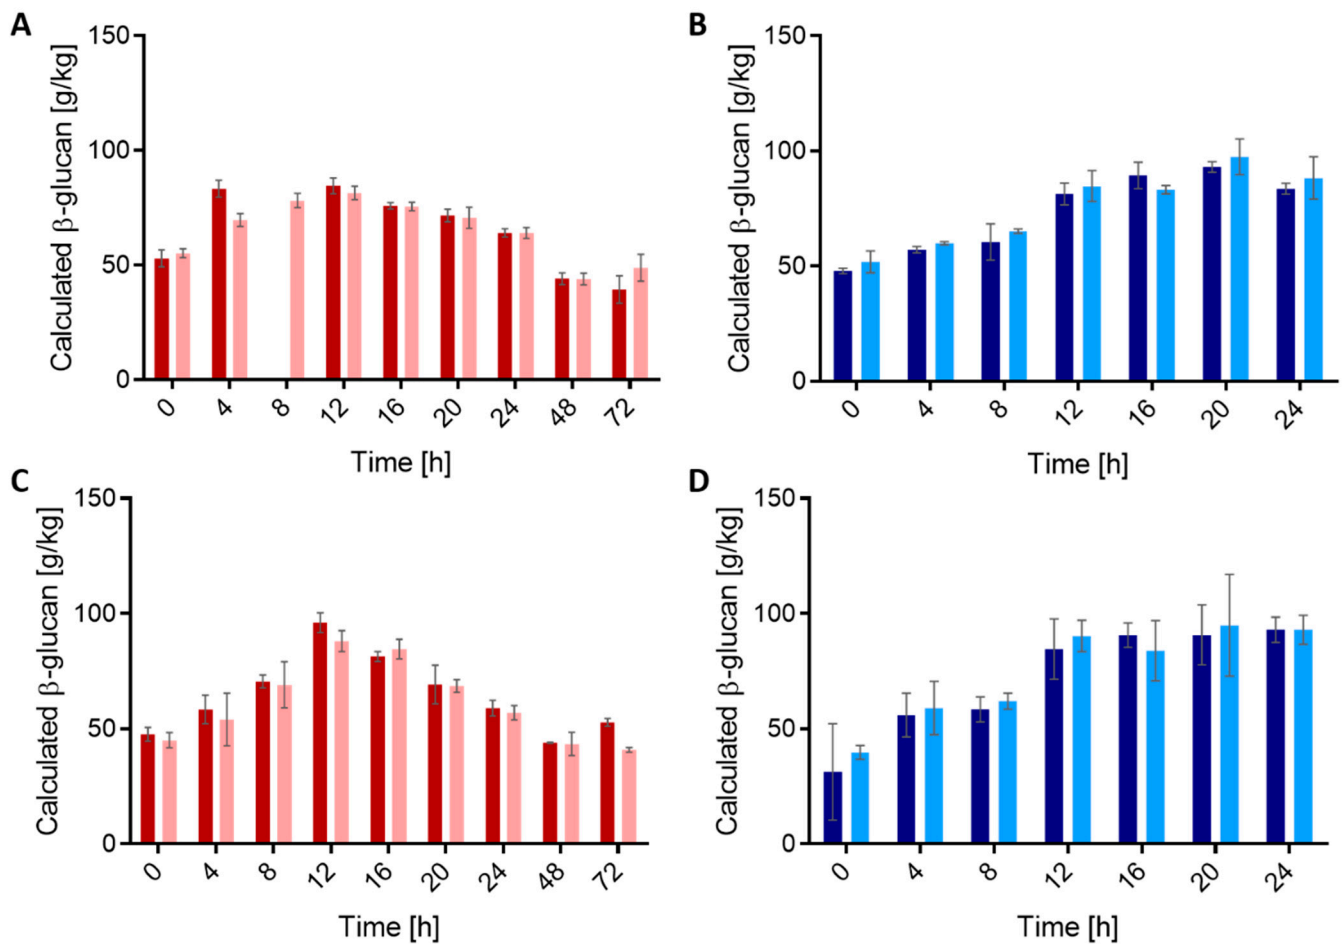 A
Calculated β-glucan [g/kg]
150
100
50
0
0 4 8 12 16 20 24 48 72
Time [h]
B
Calculated β-glucan [g/kg]
150
100
50
0
0 4 8 12 16 20 24
Time [h]
C
Calculated β-glucan [g/kg]
150
100
50
0
0 4 8 12 16 20 24 48 72
Time [h]
D
Calculated β-glucan [g/kg]
150
100
50
0
0 4 8 12 16 20 24
Time [h]